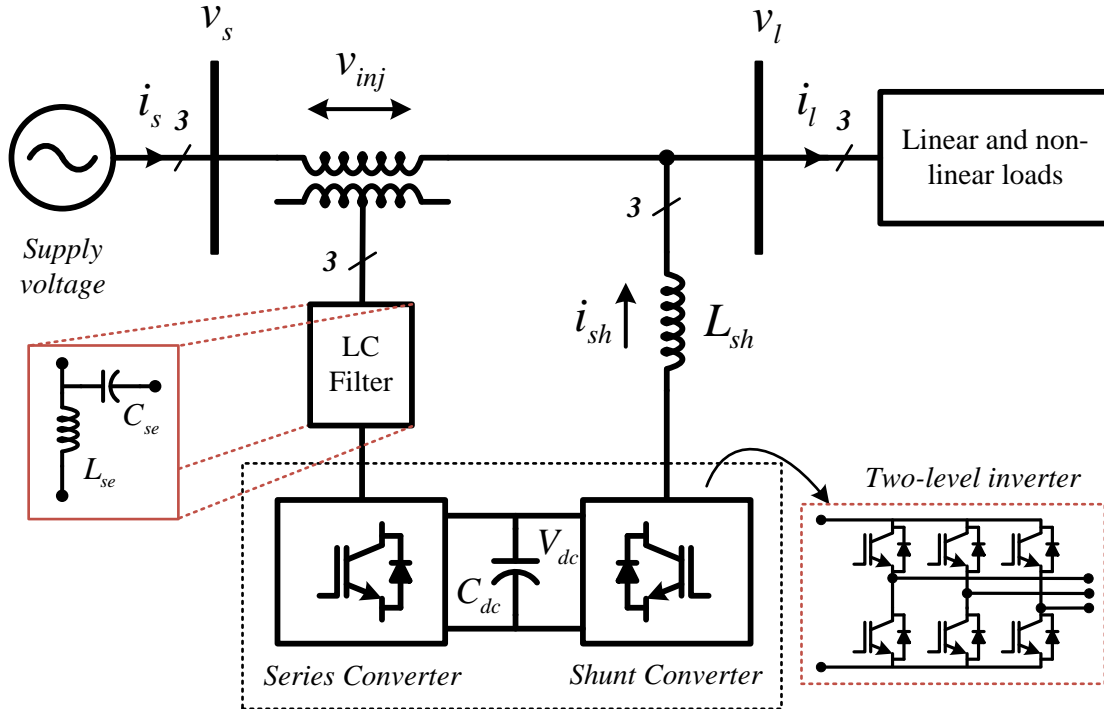 v_s
v_l
v_inj
i_s
3
i_l
3
Linear and non-
linear loads
Supply
voltage
3
3
i_sh
L_sh
LC
Filter
C_se
L_se
Two-level inverter
V_dc
C_dc
Series Converter
Shunt Converter